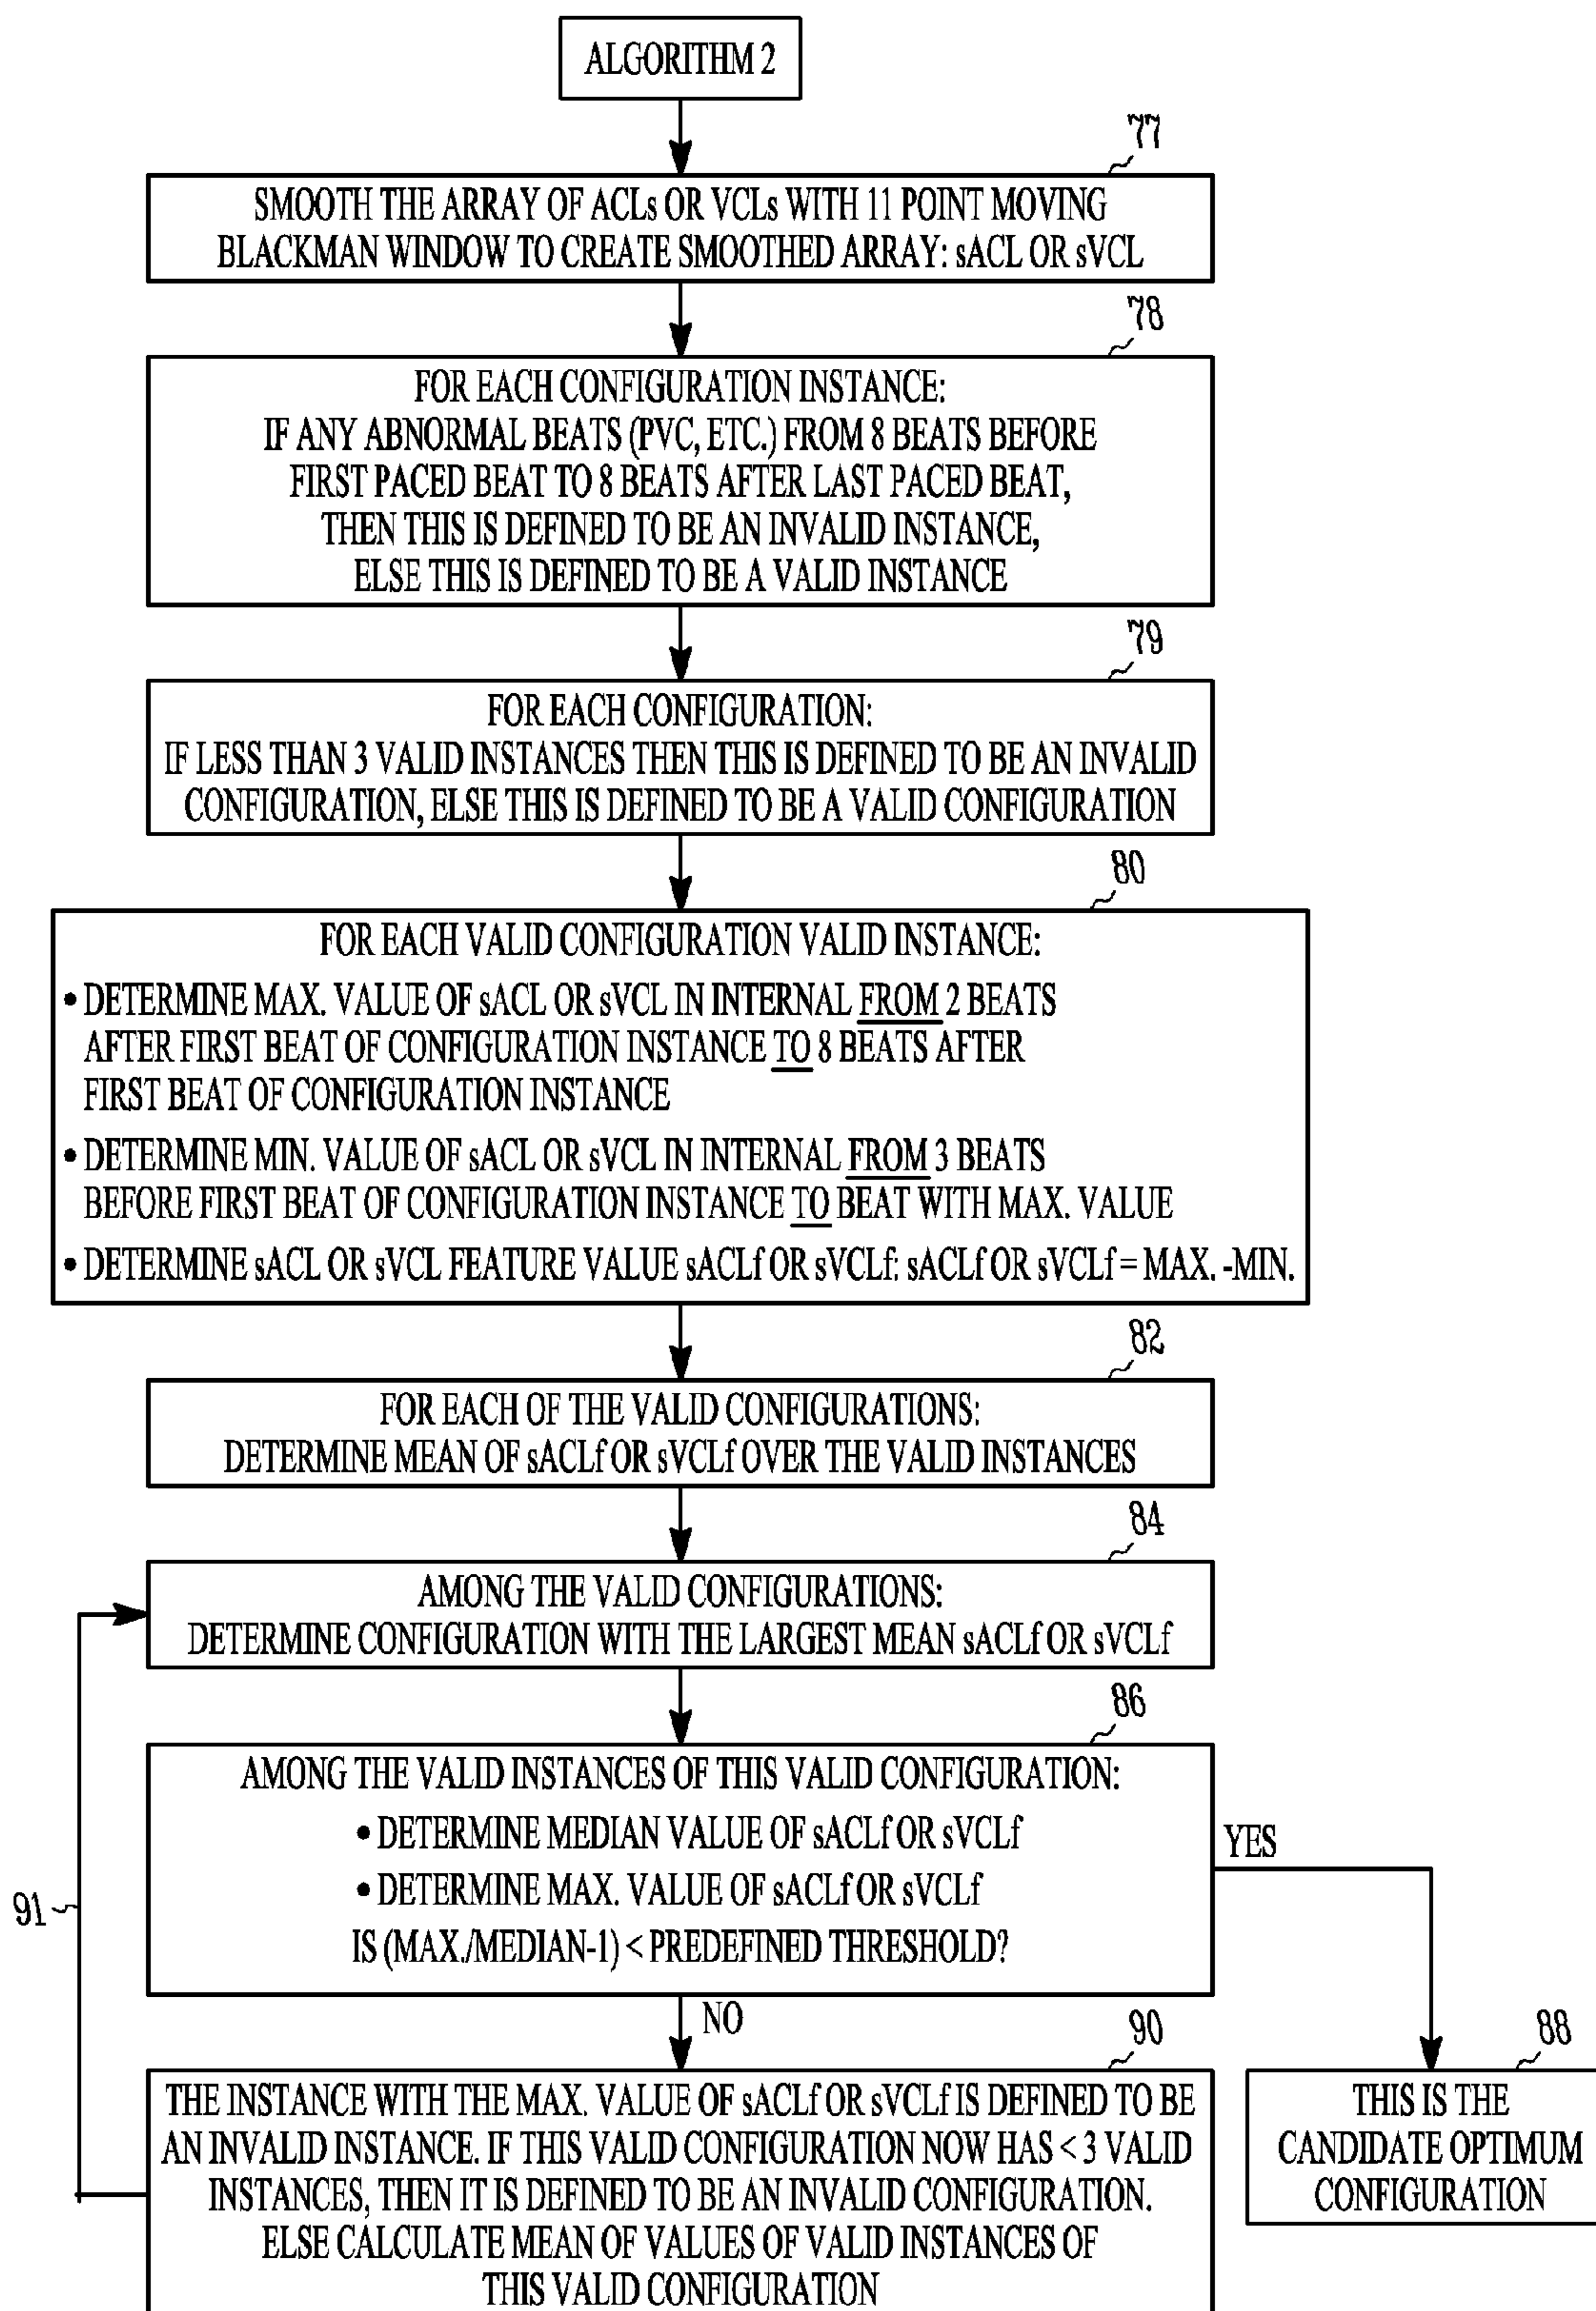 ALGORITHM 2
77
SMOOTH THE ARRAY OF ACLs OR VCLs WITH 11 POINT MOVING
BLACKMAN WINDOW TO CREATE SMOOTHED ARRAY: sACL OR sVCL
78
FOR EACH CONFIGURATION INSTANCE:
IF ANY ABNORMAL BEATS (PVC, ETC.) FROM 8 BEATS BEFORE
FIRST PACED BEAT TO 8 BEATS AFTER LAST PACED BEAT,
THEN THIS IS DEFINED TO BE AN INVALID INSTANCE,
ELSE THIS IS DEFINED TO BE A VALID INSTANCE
79
FOR EACH CONFIGURATION:
IF LESS THAN 3 VALID INSTANCES THEN THIS IS DEFINED TO BE AN INVALID
CONFIGURATION, ELSE THIS IS DEFINED TO BE A VALID CONFIGURATION
80
FOR EACH VALID CONFIGURATION VALID INSTANCE:
• DETERMINE MAX. VALUE OF sACL OR sVCL IN INTERNAL FROM 2 BEATS
AFTER FIRST BEAT OF CONFIGURATION INSTANCE TO 8 BEATS AFTER
FIRST BEAT OF CONFIGURATION INSTANCE
• DETERMINE MIN. VALUE OF sACL OR sVCL IN INTERNAL FROM 3 BEATS
BEFORE FIRST BEAT OF CONFIGURATION INSTANCE TO BEAT WITH MAX. VALUE
• DETERMINE sACL OR sVCL FEATURE VALUE sACLf OR sVCLf: sACLf OR sVCLf = MAX. -MIN.
82
FOR EACH OF THE VALID CONFIGURATIONS:
DETERMINE MEAN OF sACLf OR sVCLf OVER THE VALID INSTANCES
84
AMONG THE VALID CONFIGURATIONS:
DETERMINE CONFIGURATION WITH THE LARGEST MEAN sACLf OR sVCLf
86
AMONG THE VALID INSTANCES OF THIS VALID CONFIGURATION:
• DETERMINE MEDIAN VALUE OF sACLf OR sVCLf
• DETERMINE MAX. VALUE OF sACLf OR sVCLf
IS (MAX./MEDIAN-1) < PREDEFINED THRESHOLD?
YES
91
NO
90
THE INSTANCE WITH THE MAX. VALUE OF sACLf OR sVCLf IS DEFINED TO BE
AN INVALID INSTANCE. IF THIS VALID CONFIGURATION NOW HAS < 3 VALID
INSTANCES, THEN IT IS DEFINED TO BE AN INVALID CONFIGURATION.
ELSE CALCULATE MEAN OF VALUES OF VALID INSTANCES OF
THIS VALID CONFIGURATION
88
THIS IS THE
CANDIDATE OPTIMUM
CONFIGURATION